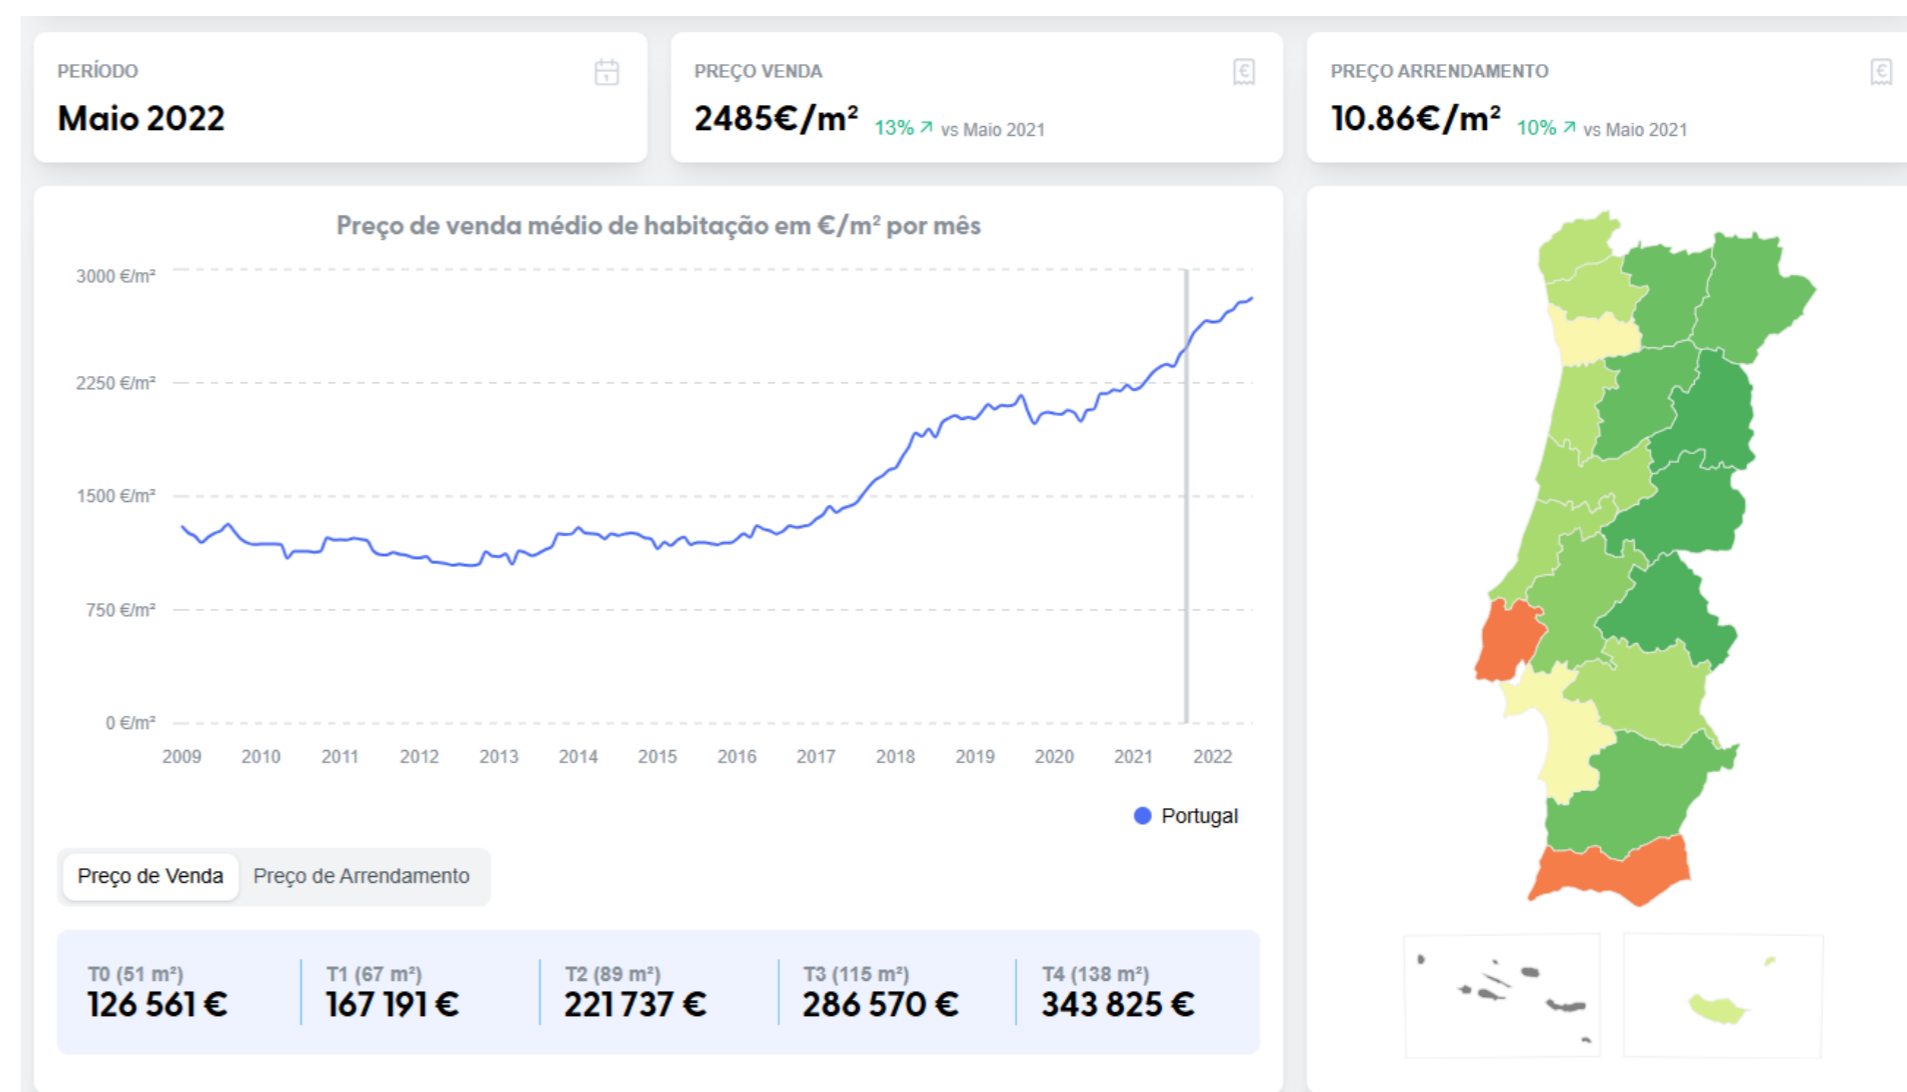 PERÍODO
Maio 2022
PREÇO VENDA
2485€/m² 13% ↗ vs Maio 2021
PREÇO ARRENDAMENTO
10.86€/m² 10% ↗ vs Maio 2021
Preço de venda médio de habitação em €/m² por mês
3000 €/m²
2250 €/m²
1500 €/m²
750 €/m²
0 €/m²
2009 2010 2011 2012 2013 2014 2015 2016 2017 2018 2019 2020 2021 2022
Portugal
Preço de Venda Preço de Arrendamento
T0 (51 m²)
126 561 €
T1 (67 m²)
167 191 €
T2 (89 m²)
221 737 €
T3 (115 m²)
286 570 €
T4 (138 m²)
343 825 €